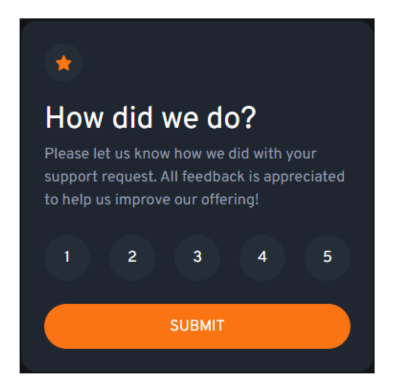 How did we do?
Please let us know how we did with your
support request. All feedback is appreciated
to help us improve our offering!
1 2 3 4 5
SUBMIT